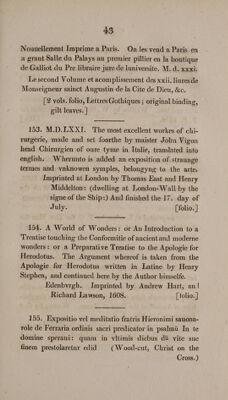 43
Nouuellement Imprime a Paris. On les vend a Paris en
a grant Salle du Palays au premier pillier en la boutique
de Galliot du Pre libraire jure de luniversite. M. d. xxxi.
Le second Volume et acomplissement des xxii. liures de
Monseigneur sainct Augustin de la Cite de Dieu, &c.
[2 vols. folio, Lettres Gothiques; original binding,
gilt leaves.]
153. M.D.LXXI. The most excellent workes of chi-
rurgerie, made and set foorthe by maister John Vigon
head Chirurgien of oure tyme in Italie, translated into
english. Wherunto is added an exposition of straunge
termes and vnknowen symples, belongyng to the arte.
Imprinted at London by Thomas East and Henry
Middelton: (dwelling at London-Wall by the
signe of the Ship:) And finished the 17. day of
July. [folio.]
154. A World of Wonders: or An Introduction to a
Treatise touching the Conformitie of ancient and moderne
wonders: or a Preparative Treatise to the Apologie for
Herodotus. The Argument whereof is taken from the
Apologie for Herodotus written in Latine by Henry
Stephen, and continued here by the Author himselfe.
Edenbvrgh. Imprinted by Andrew Hart, and
Richard Lawson, 1608. [folio.]
155. Expositio vel meditatio fratris Hieronimi sauona-
role de Ferraria ordinis sacri predicator in psalmũ In te
domine speraui: quam in vltimis diebus dũ vite sue
finem prestolaretur edid (Wood-cut, Christ on the
Cross.)